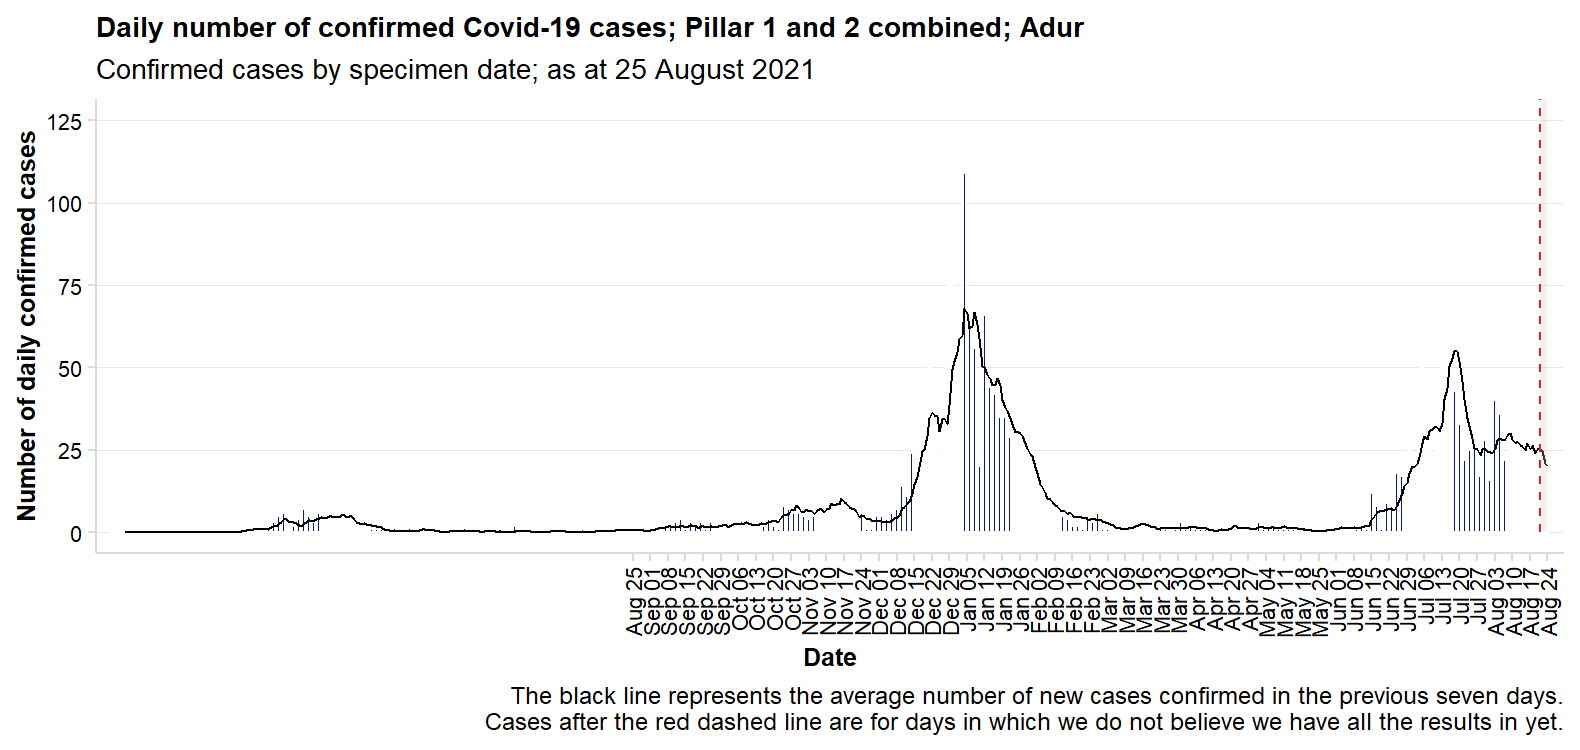 Daily number of confirmed Covid-19 cases; Pillar 1 and 2 combined; Adur
Confirmed cases by specimen date; as at 25 August 2021
Number of daily confirmed cases
125
100
75
50
25
0
Aug 25
Sep 01
Sep 08
Sep 15
Sep 22
Sep 29
Oct 06
Oct 13
Oct 20
Oct 27
Nov 03
Nov 10
Nov 17
Nov 24
Dec 01
Dec 08
Dec 15
Dec 22
Dec 29
Jan 05
Jan 12
Jan 19
Jan 26
Feb 02
Feb 09
Feb 16
Feb 23
Mar 02
Mar 09
Mar 16
Mar 23
Mar 30
Apr 06
Apr 13
Apr 20
Apr 27
May 04
May 11
May 18
May 25
Jun 01
Jun 08
Jun 15
Jun 22
Jun 29
Jul 06
Jul 13
Jul 20
Jul 27
Aug 03
Aug 10
Aug 17
Aug 24
Date
The black line represents the average number of new cases confirmed in the previous seven days.
Cases after the red dashed line are for days in which we do not believe we have all the results in yet.